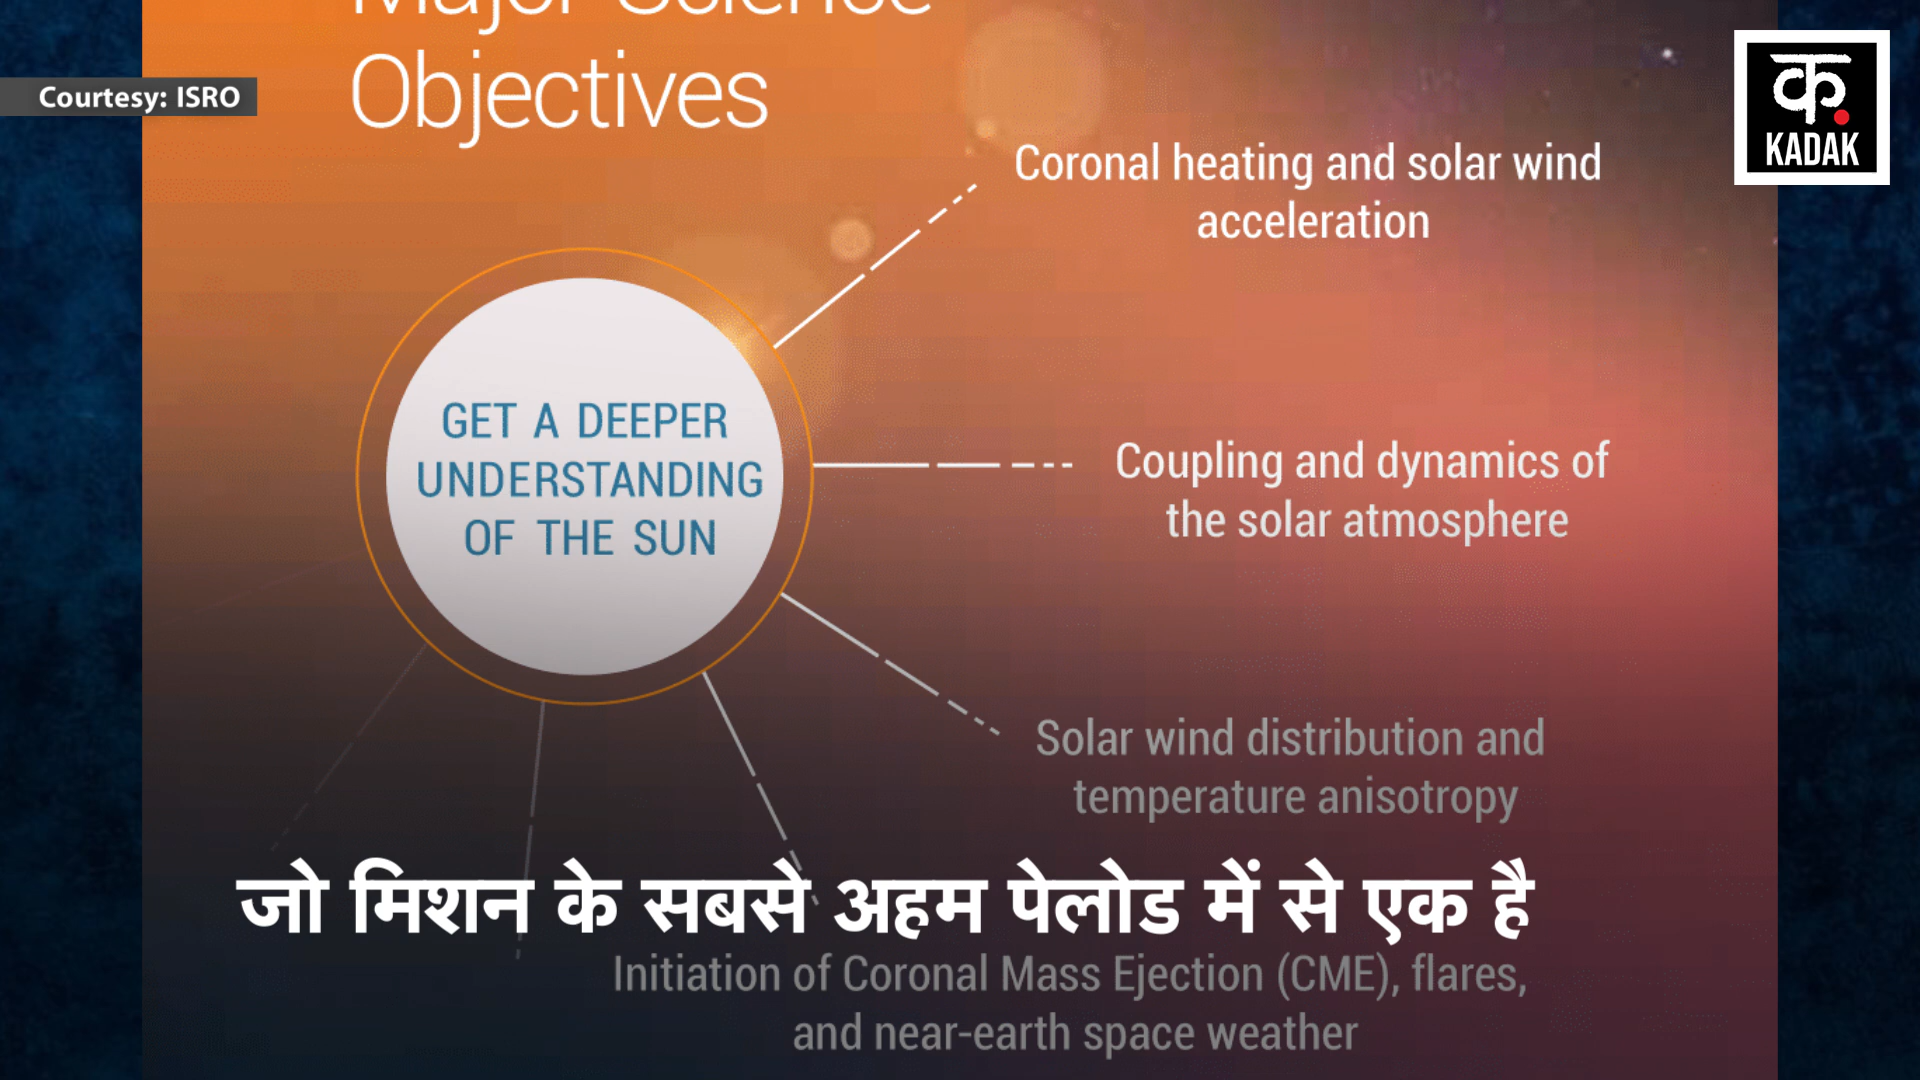 Major Science
Objectives
Courtesy: ISRO
क.
KADAK
Coronal heating and solar wind
acceleration
GET A DEEPER
UNDERSTANDING
OF THE SUN
Coupling and dynamics of
the solar atmosphere
Solar wind distribution and
temperature anisotropy
जो मिशन के सबसे अहम पेलोड में से एक है
Initiation of Coronal Mass Ejection (CME), flares,
and near-earth space weather